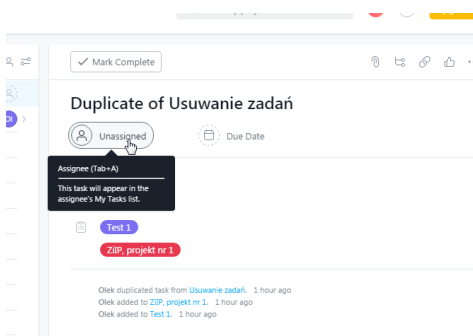 Mark Complete
Duplicate of Usuwanie zadań
Unassigned
Due Date
Assignee (Tab+A)
This task will appear in the
assignee's My Tasks list.
Test 1
ZiIP, projekt nr 1
Olek duplicated task from Usuwanie zadań. 1 hour ago
Olek added to ZiIP, projekt nr 1. 1 hour ago
Olek added to Test 1. 1 hour ago